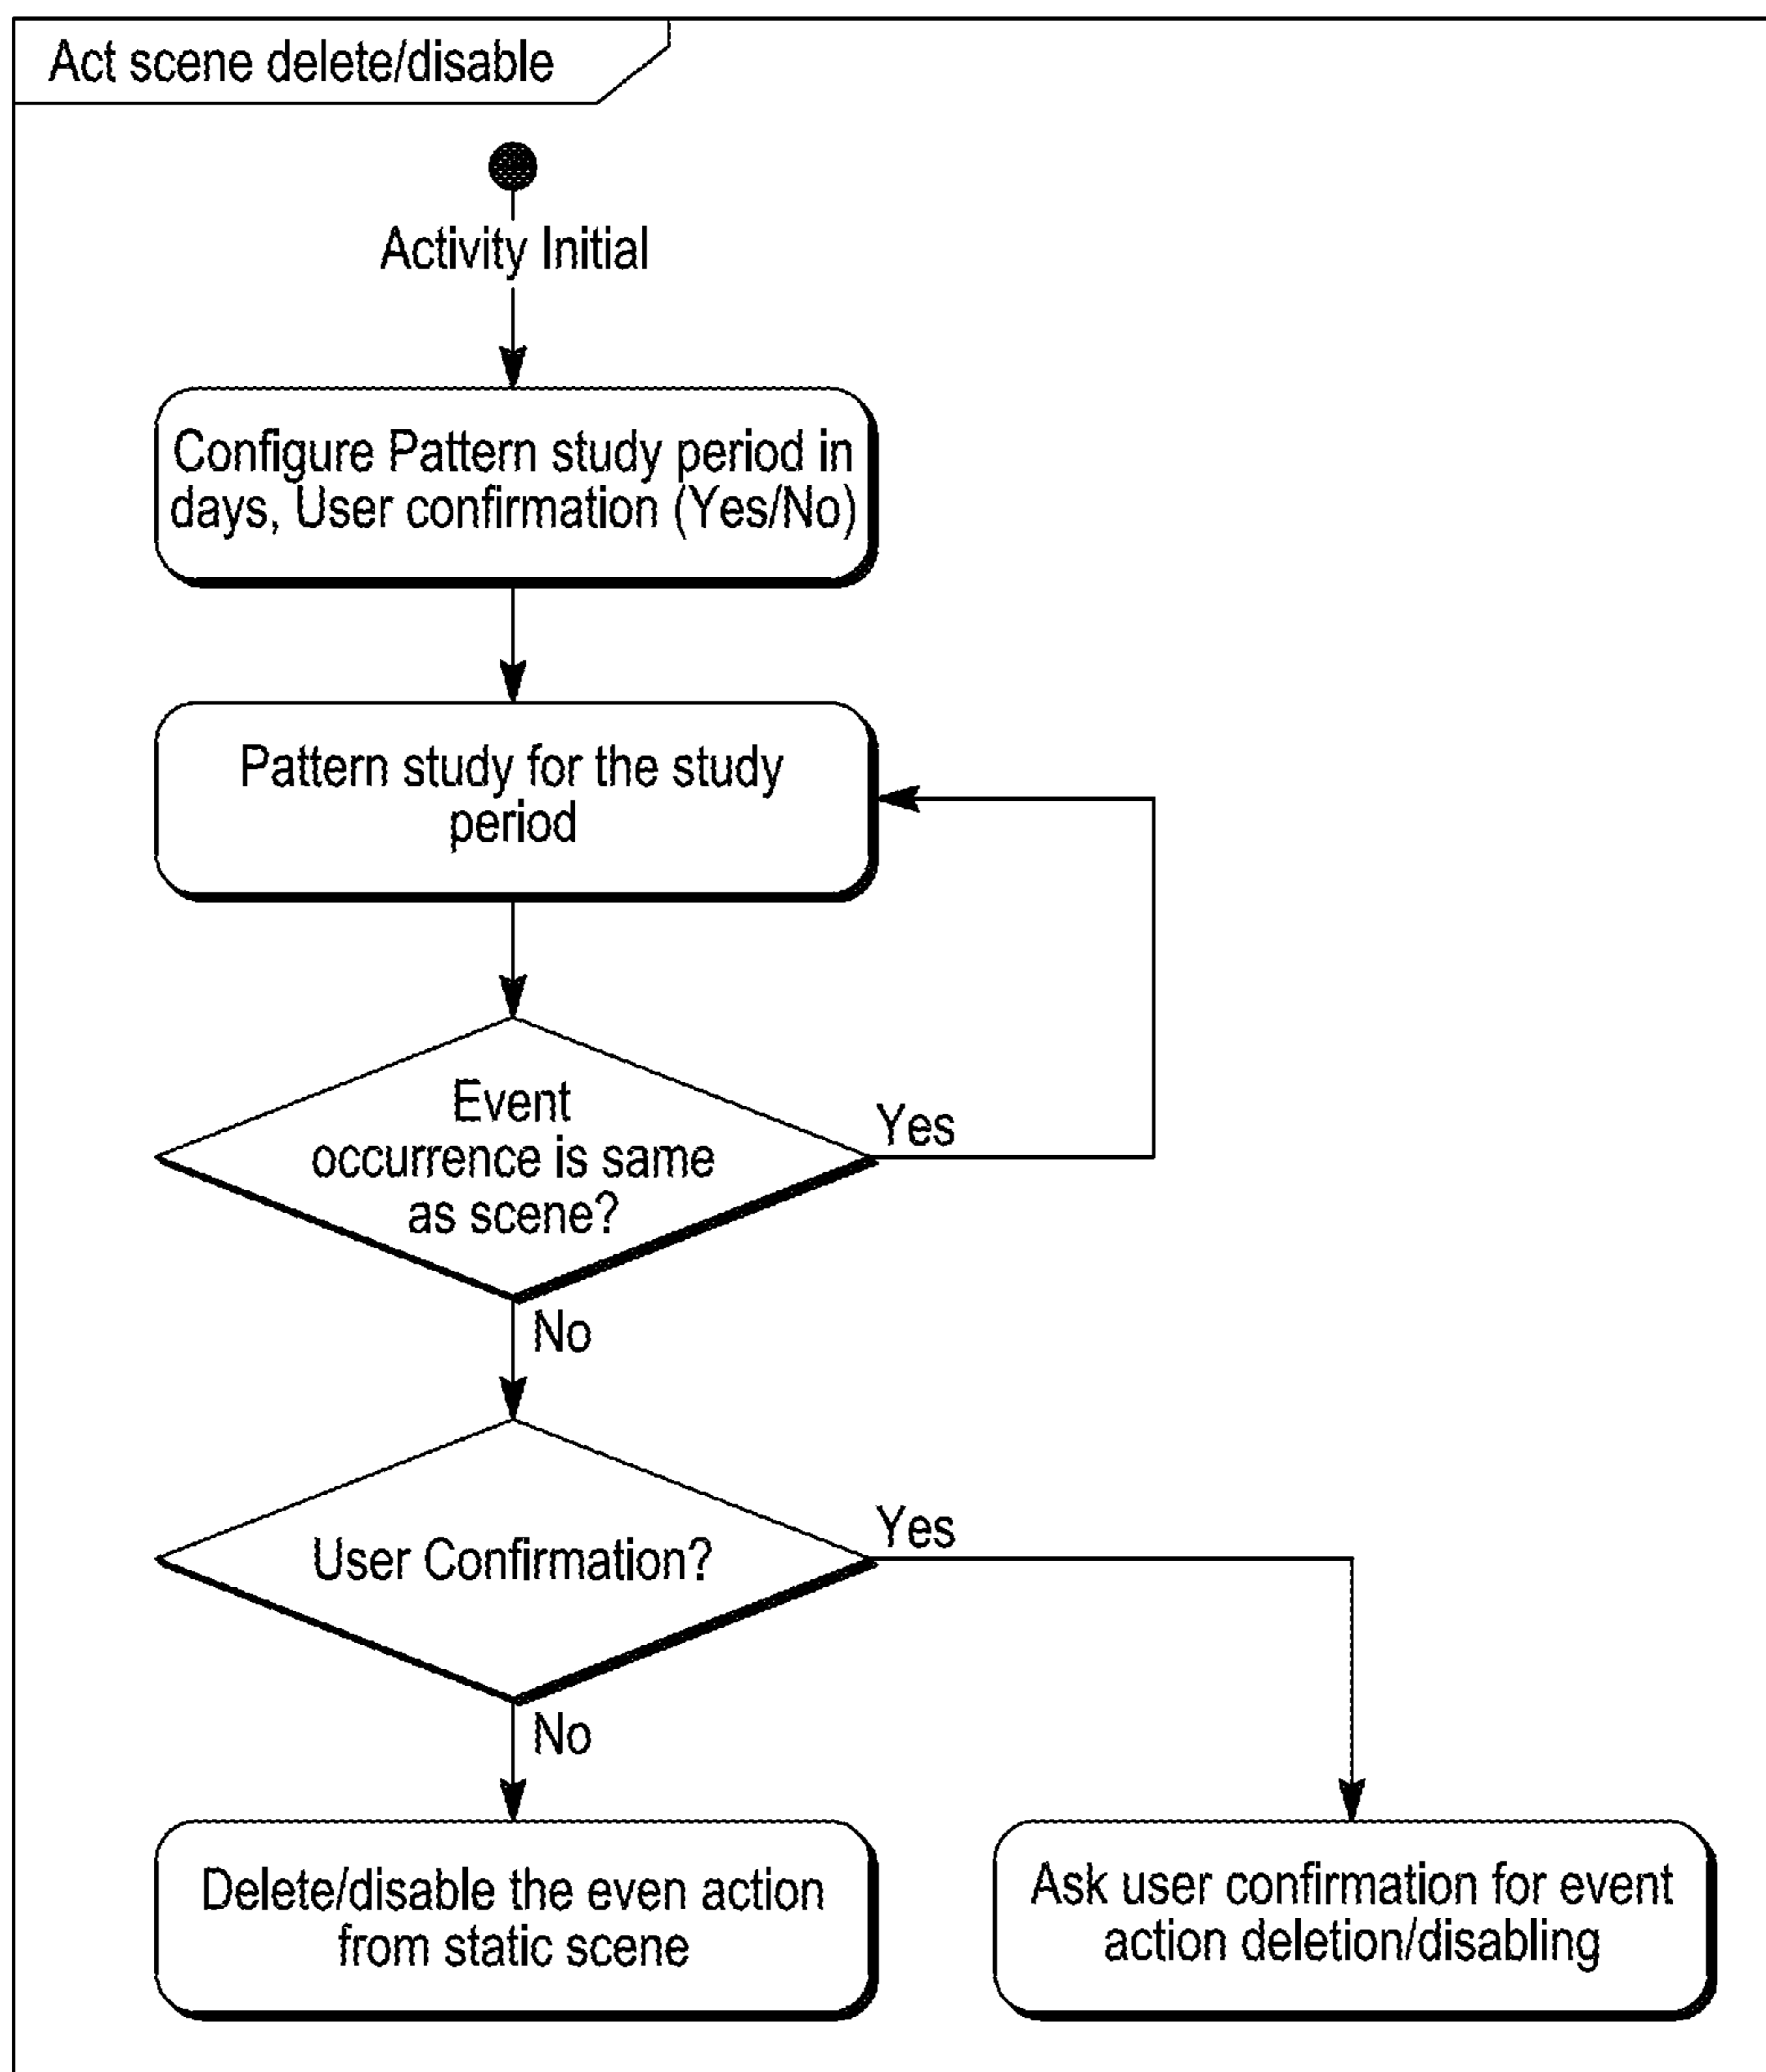 Act scene delete/disable
Activity Initial
Configure Pattern study period in
days, User confirmation (Yes/No)
Pattern study for the study
period
Event
occurrence is same
as scene?
Yes
No
User Confirmation?
Yes
No
Delete/disable the even action
from static scene
Ask user confirmation for event
action deletion/disabling